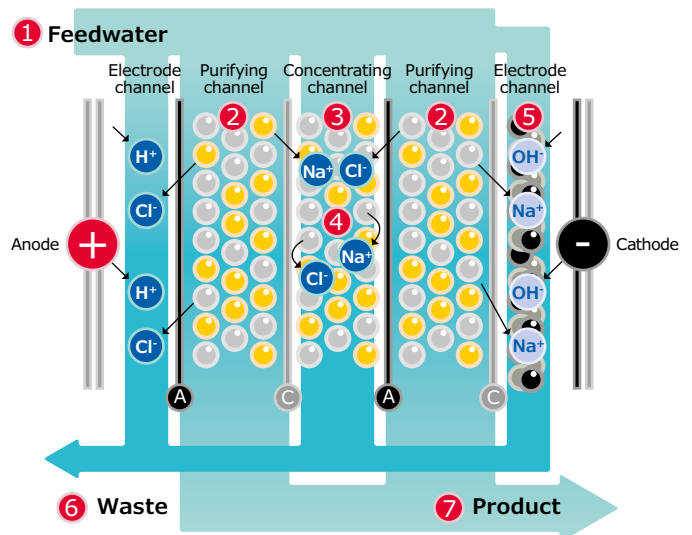 1 Feedwater
Electrode channel
Purifying channel
Concentrating channel
Purifying channel
Electrode channel
2
3
2
5
H⁺
Na⁺
Cl⁻
OH⁻
Cl⁻
Na⁺
4
Anode
+
-
Cathode
Na⁺
Cl⁻
H⁺
OH⁻
Cl⁻
Na⁺
A
C
A
C
6 Waste
7 Product